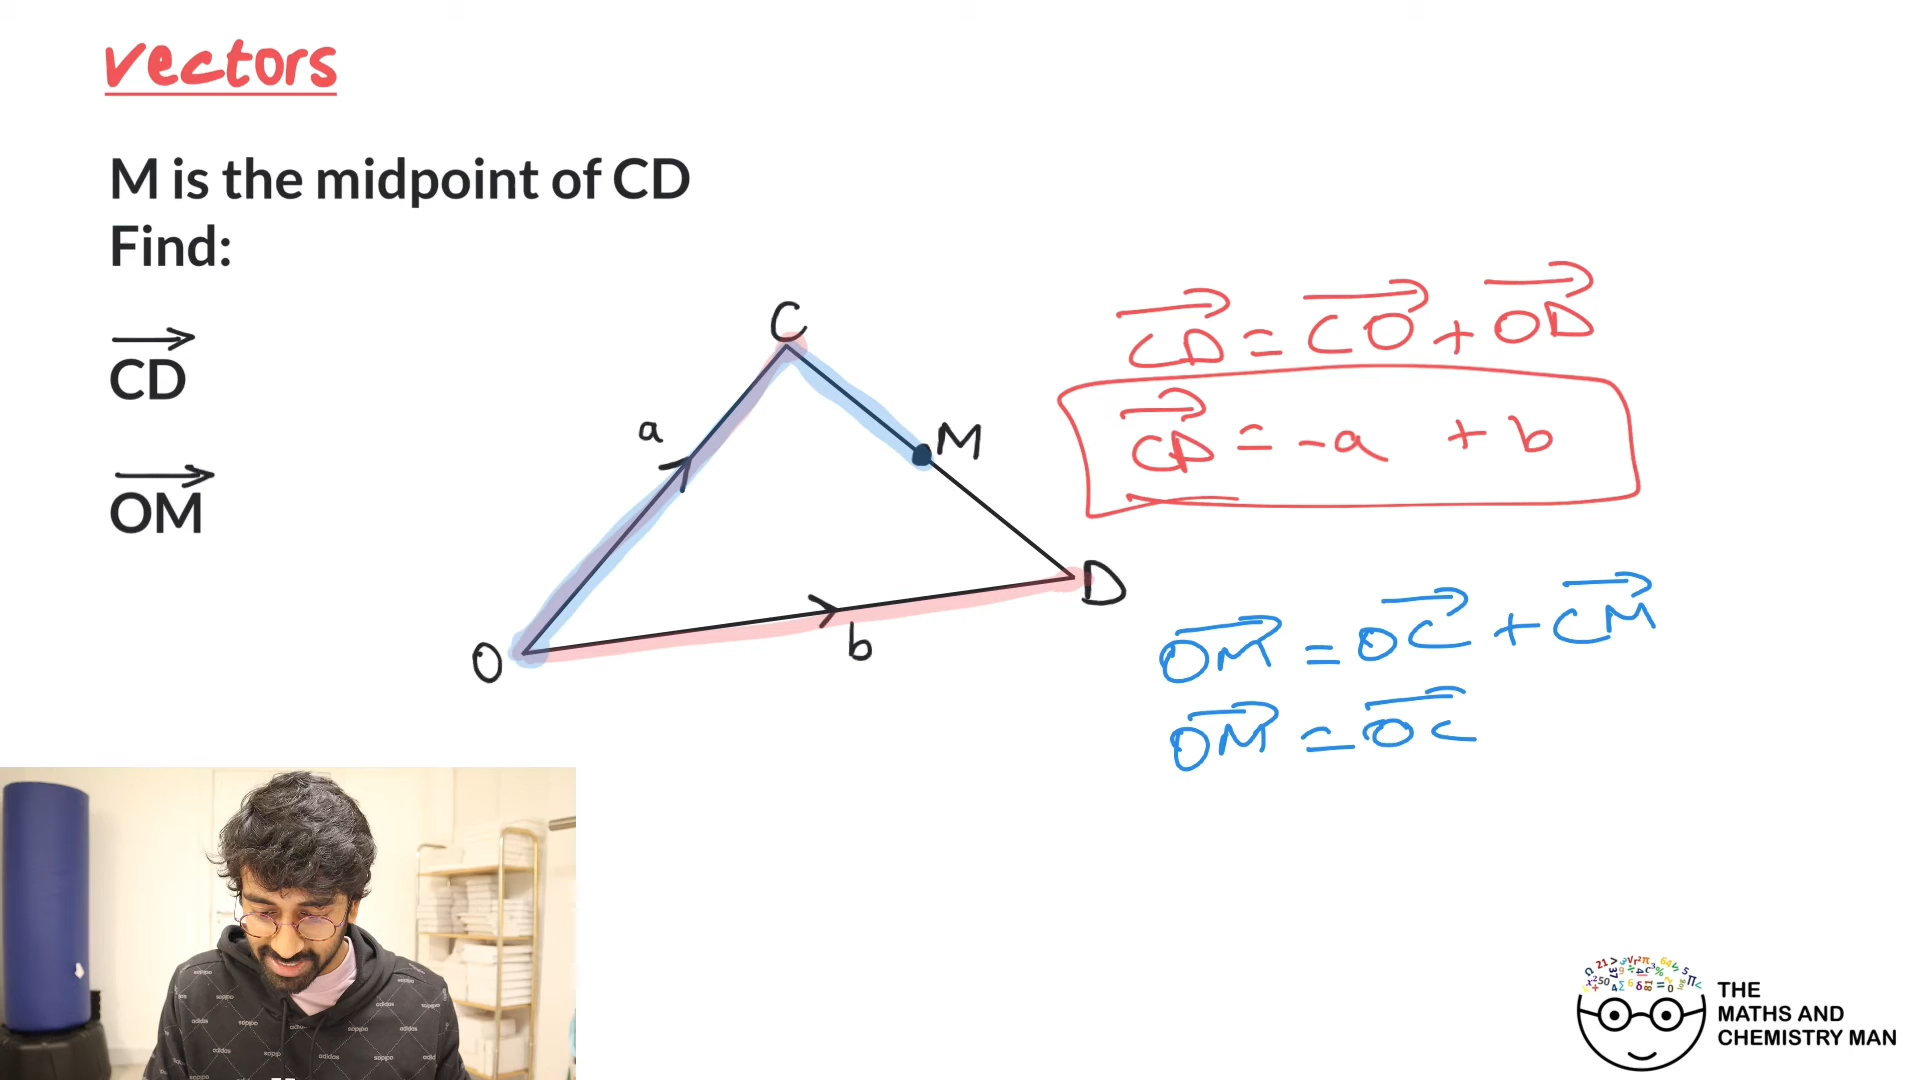 vectors
M is the midpoint of CD
Find:
CD
OM
C
a
M
D
b
O
CD = CO + OD
CD = -a + b
OM = OC + CM
OM = OC
THE
MATHS AND
CHEMISTRY MAN
adidas